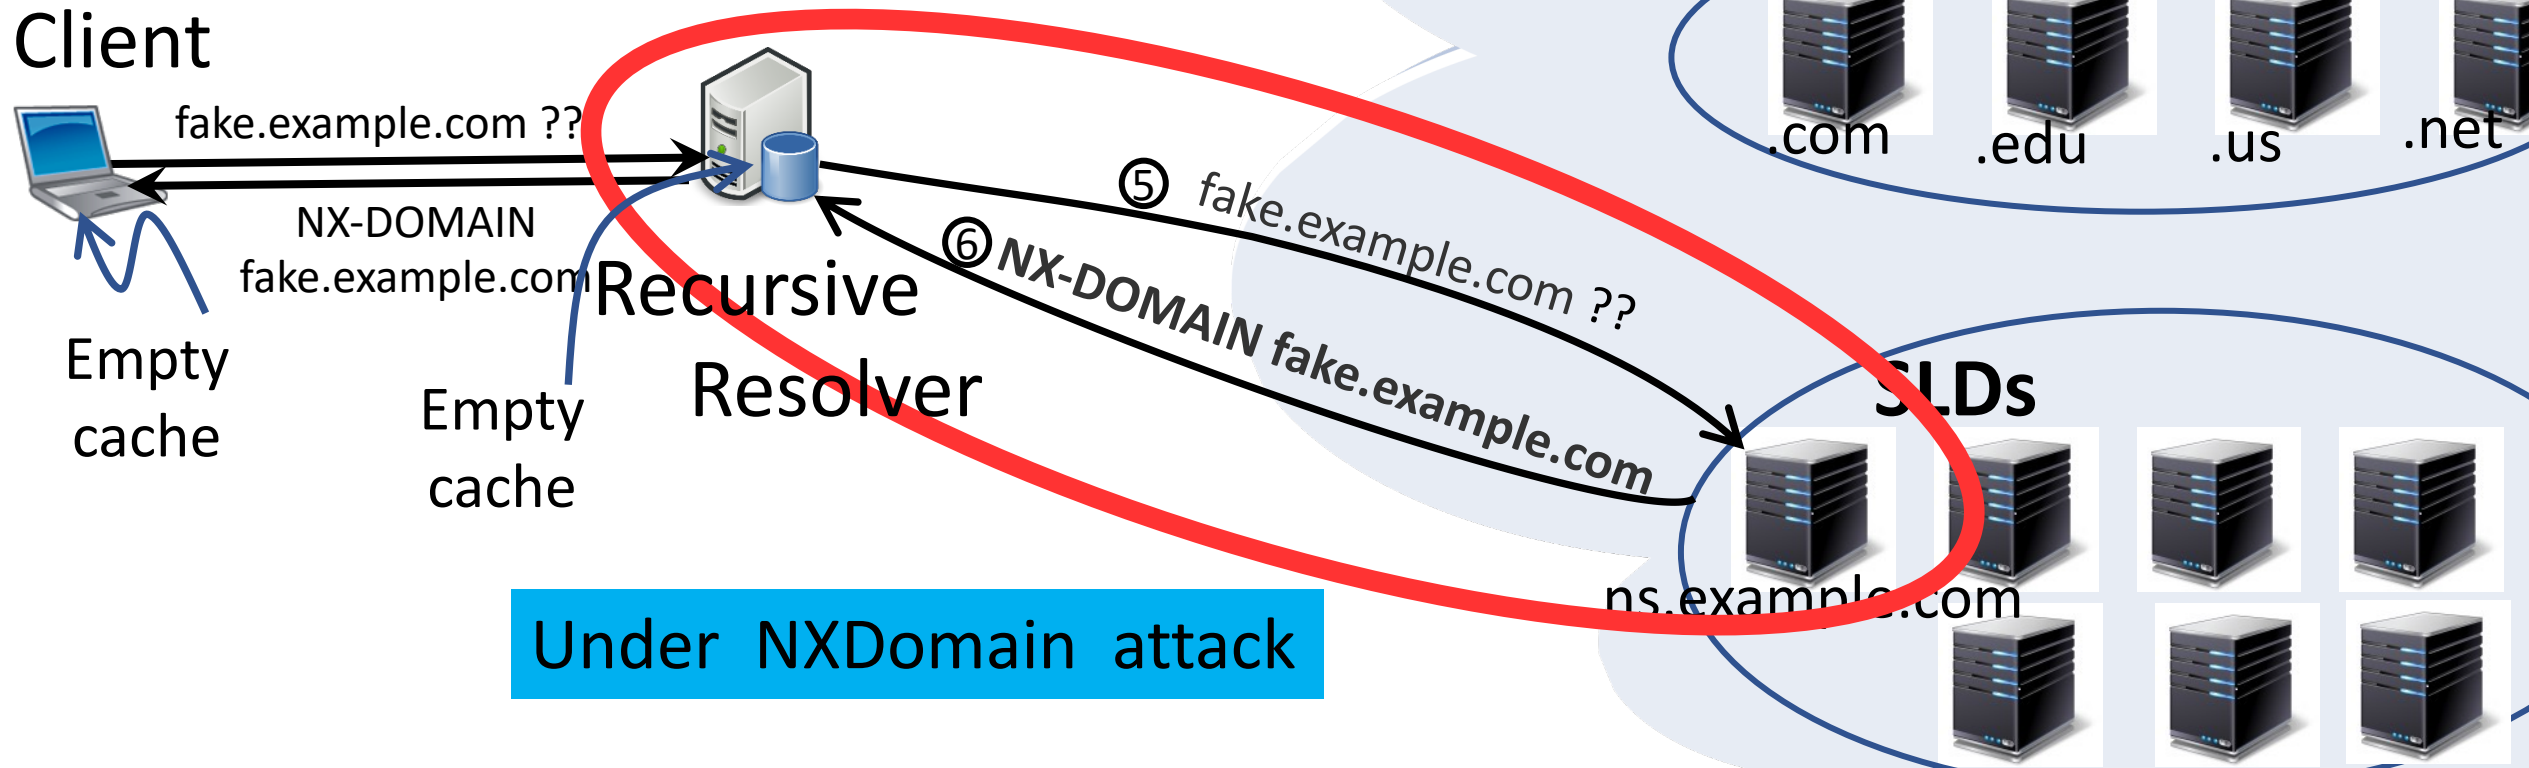 Client
fake.example.com ??
NX-DOMAIN
fake.example.com
Empty
cache
Empty
cache
Recursive
Resolver
⑤ fake.example.com ??
⑥ NX-DOMAIN fake.example.com
.com
.edu
.us
.net
SLDs
ns.example.com
Under NXDomain attack